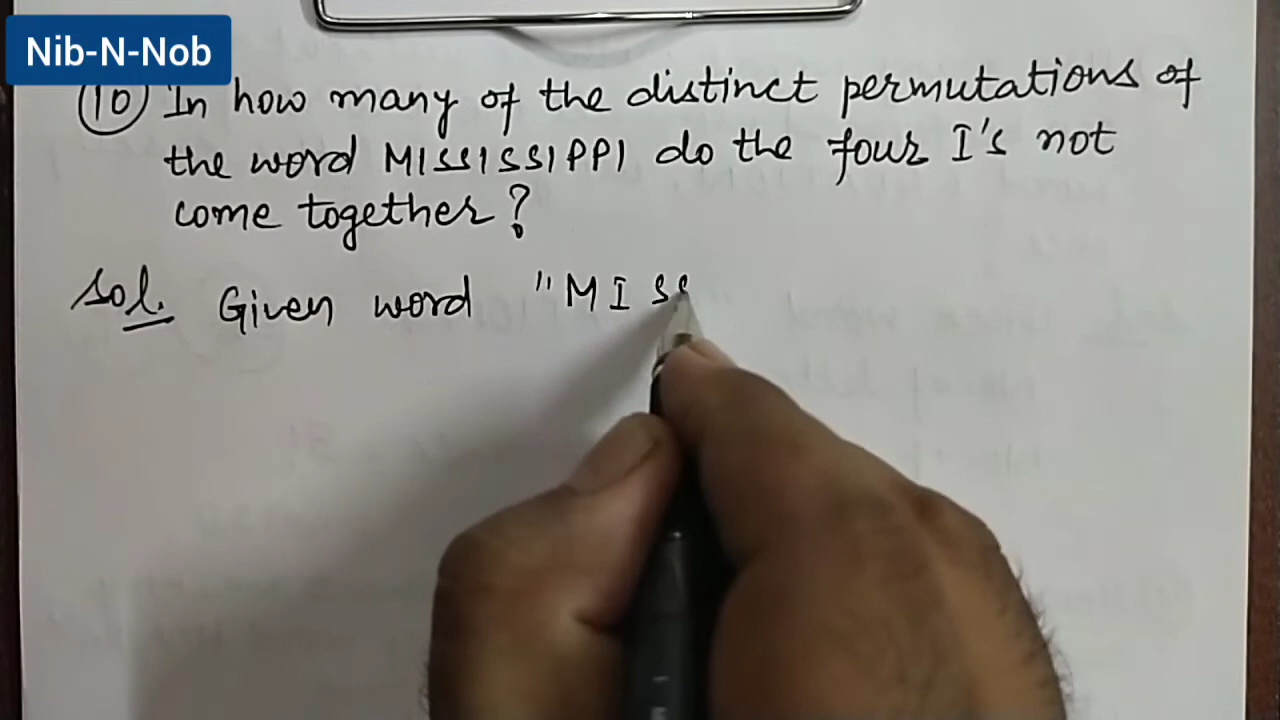 Nib-N-Nob
10 In how many of the distinct permutations of
the word MISSISSIPPI do the four I's not
come together?
Sol. Given word "MISS